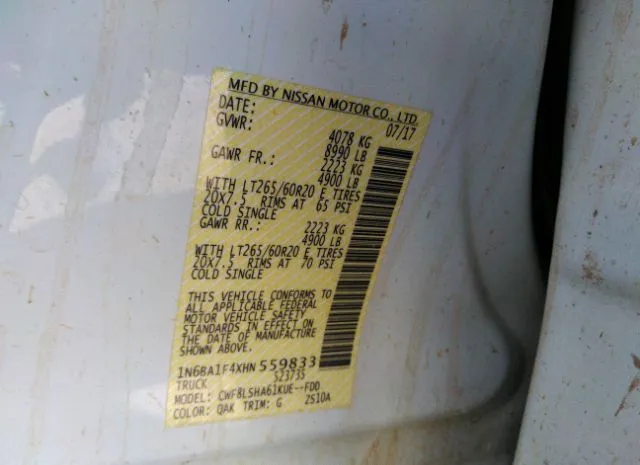 MFD BY NISSAN MOTOR CO., LTD.
DATE: 07/17
GVWR: 4078 KG
8990 LB
GAWR FR.: 2223 KG
4900 LB
WITH LT265/60R20 E TIRES
20X7.5 RIMS AT 65 PSI
COLD SINGLE
GAWR RR.: 2223 KG
4900 LB
WITH LT265/60R20 E TIRES
20X7.5 RIMS AT 70 PSI
COLD SINGLE
THIS VEHICLE CONFORMS TO
ALL APPLICABLE FEDERAL
MOTOR VEHICLE SAFETY
STANDARDS IN EFFECT ON
THE DATE OF MANUFACTURE
SHOWN ABOVE.
1N6BA1F4XHN559833
TRUCK 523735
MODEL: CWF8LSHA61KUE--FDD
COLOR: QAK TRIM: G ZS10A